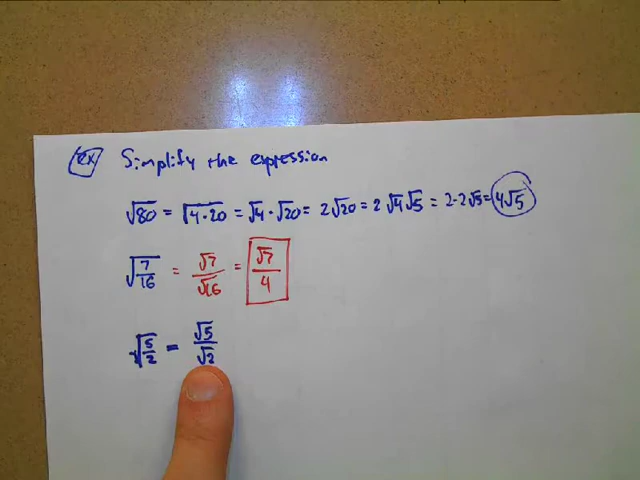 Ex Simplify the expression
√80 = √4·20 = √4·√20 = 2√20 = 2√4√5 = 2·2√5 = 4√5
√7/16 = √7/√16 = √7/4
√5/2 = √5/√2